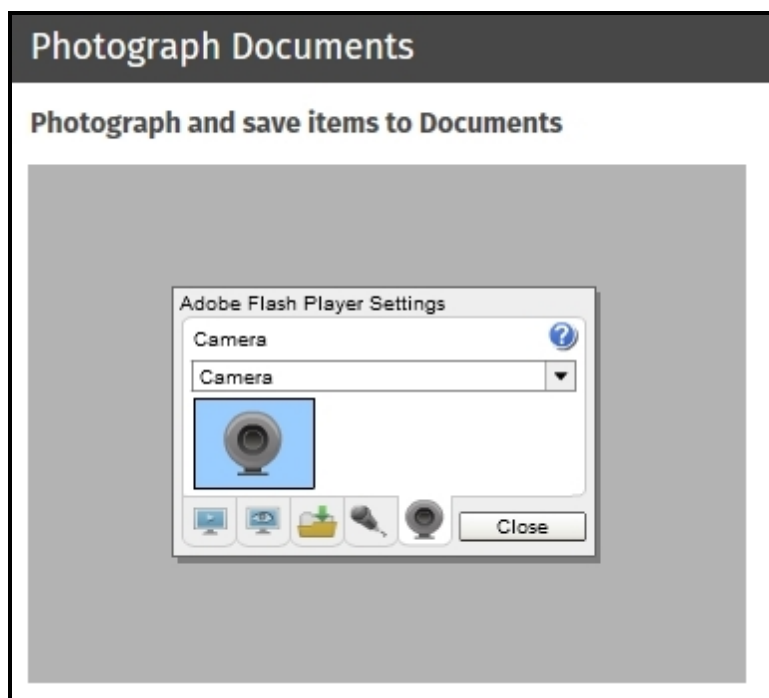 Photograph Documents
Photograph and save items to Documents
Adobe Flash Player Settings
Camera
?
Camera
Close